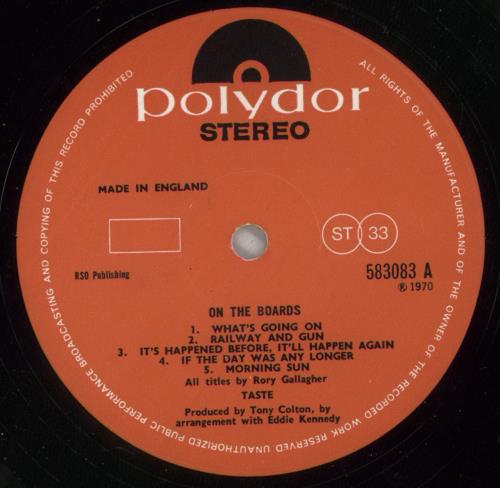 polydor
STEREO
MADE IN ENGLAND
ST 33
RSO Publishing
583083 A
℗ 1970
ON THE BOARDS
1. WHAT'S GOING ON
2. RAILWAY AND GUN
3. IT'S HAPPENED BEFORE, IT'LL HAPPEN AGAIN
4. IF THE DAY WAS ANY LONGER
5. MORNING SUN
All titles by Rory Gallagher
TASTE
Produced by Tony Colton, by
arrangement with Eddie Kennedy
ALL RIGHTS OF THE MANUFACTURER AND OF THE OWNER OF THE RECORDED WORK RESERVED UNAUTHORIZED PUBLIC PERFORMANCE BROADCASTING AND COPYING OF THIS RECORD PROHIBITED